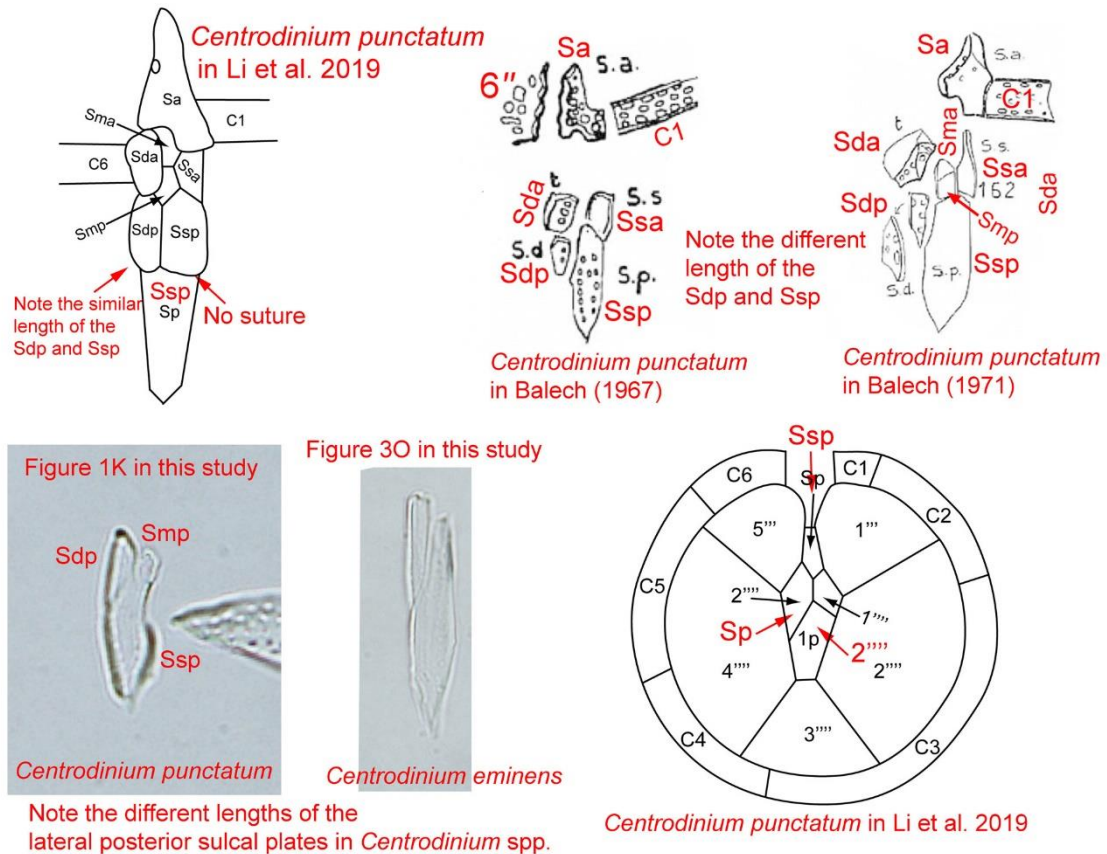 Centrodinium punctatum
in Li et al. 2019
Sa
C1
Sma
C6
Sda
Ssa
Smp
Sdp
Ssp
Note the similar
length of the
Sdp and Ssp
Ssp
Sp
No suture
6''
Sa
S.a.
C1
Sda
t
S.s
Ssa
S.d
Sdp
S.p.
Ssp
Centrodinium punctatum
in Balech (1967)
Note the different
length of the
Sdp and Ssp
Sa
S.a.
C1
Sma
Sda
t
S.s.
Ssa
162
Sda
Sdp
Smp
S.d.
S.p.
Ssp
Centrodinium punctatum
in Balech (1971)
Figure 1K in this study
Sdp
Smp
Ssp
Centrodinium punctatum
Figure 3O in this study
Centrodinium eminens
Note the different lengths of the
lateral posterior sulcal plates in Centrodinium spp.
Ssp
C6
Sp
C1
5'''
1'''
C2
C5
2''''
1''''
Sp
1p
2''''
4'''
2'''
3'''
C4
C3
Centrodinium punctatum in Li et al. 2019